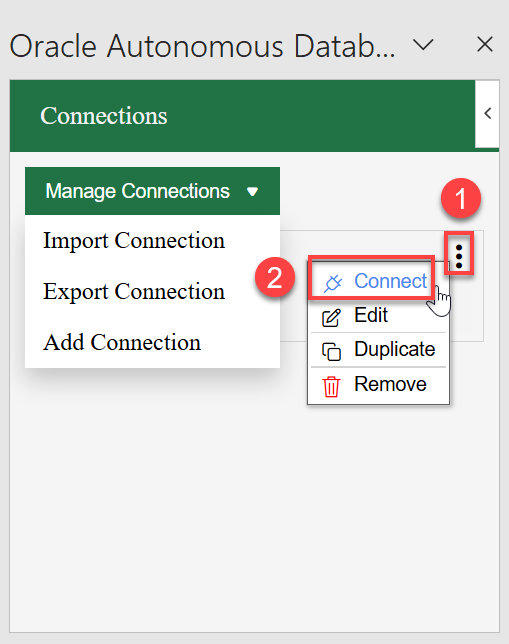 Oracle Autonomous Datab...
Connections
Manage Connections
1
Import Connection
2
Connect
Export Connection
Edit
Add Connection
Duplicate
Remove